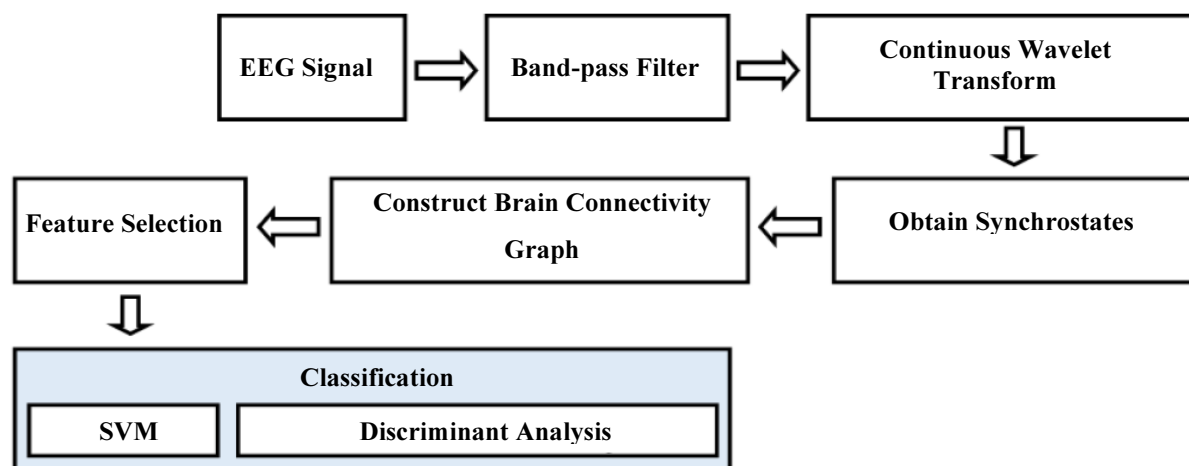 EEG Signal
Band-pass Filter
Continuous Wavelet
Transform
Obtain Synchrostates
Construct Brain Connectivity
Graph
Feature Selection
Classification
SVM
Discriminant Analysis